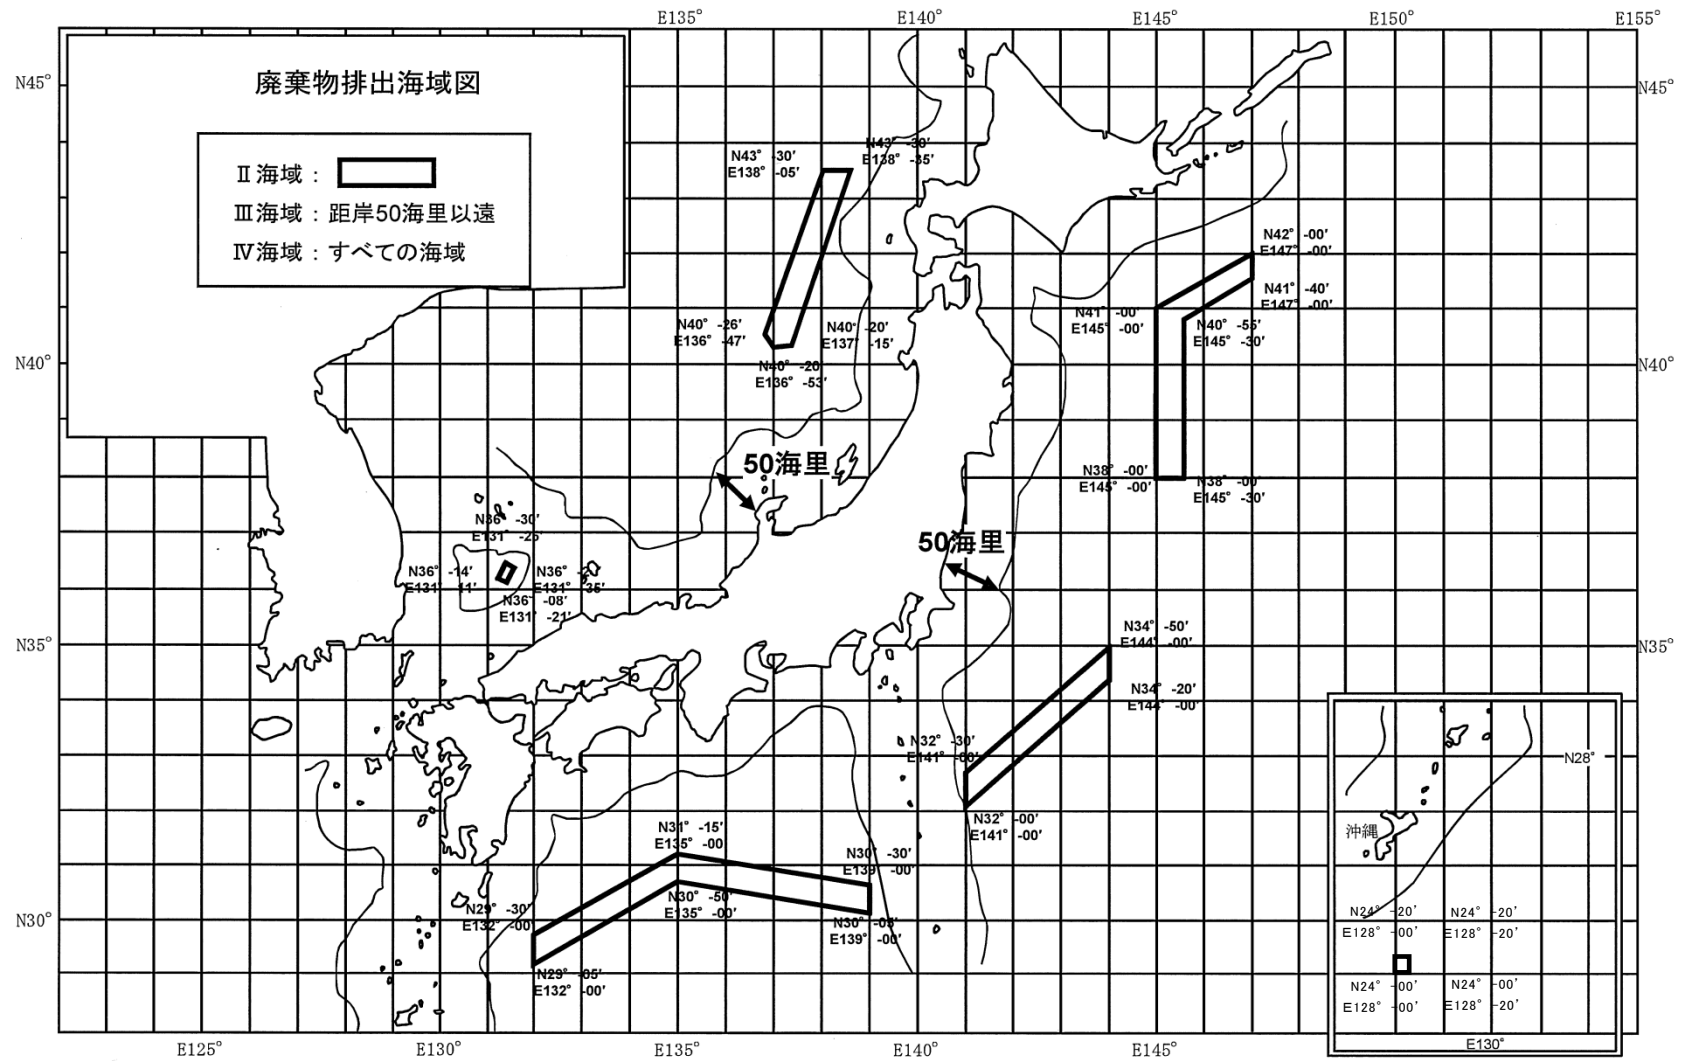 E135°
E140°
E145°
E150°
E155°
廃棄物排出海域図
N45°
N45°
Ⅱ海域：
Ⅲ海域：距岸50海里以遠
Ⅳ海域：すべての海域
N43° -30′
E138° -05′
N43° -30′
E138° -35′
N42° -00′
E147° -00′
N41° -40′
E147° -00′
N41° -00′
E145° -00′
N40° -55′
E145° -30′
N40° -26′
E136° -47′
N40° -20′
E137° -15′
N40° -20′
E136° -53′
N40°
N40°
50海里
N38° -00′
E145° -00′
N38° -00′
E145° -30′
N36° -30′
E131° -25′
50海里
N36° -14′
E131° -11′
N36°
E131° -35′
N36° -08′
E131° -21′
N35°
N35°
N34° -50′
E144° -00′
N34° -20′
E144° -00′
N32° -30′
E141° -00′
N32° -00′
E141° -00′
N28°
沖縄
N31° -15′
E135° -00
N30° -30′
E139° -00′
N30° -50′
E135° -00′
N30° -05′
E139° -00′
N29° -30′
E132° -00′
N30°
N30°
N29° -05′
E132° -00′
N24° -20′
E128° -00′
N24° -20′
E128° -20′
N24° -00′
E128° -00′
N24° -00′
E128° -20′
E130°
E125°
E130°
E135°
E140°
E145°